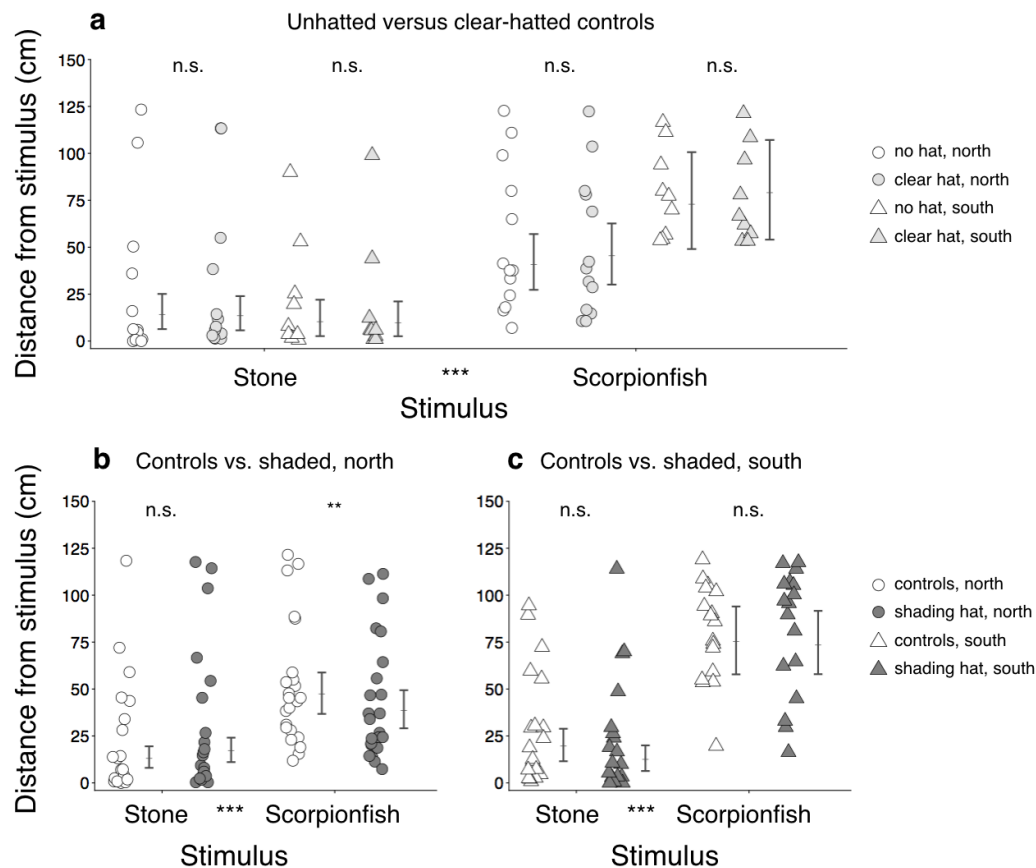 a Unhatted versus clear-hatted controls
Distance from stimulus (cm)
150
125
100
75
50
25
0
n.s. n.s. n.s. n.s.
Stone *** Scorpionfish
Stimulus
no hat, north
clear hat, north
no hat, south
clear hat, south
b Controls vs. shaded, north
Distance from stimulus (cm)
150
125
100
75
50
25
0
n.s. **
Stone *** Scorpionfish
Stimulus
c Controls vs. shaded, south
150
125
100
75
50
25
0
n.s. n.s.
Stone *** Scorpionfish
Stimulus
controls, north
shading hat, north
controls, south
shading hat, south